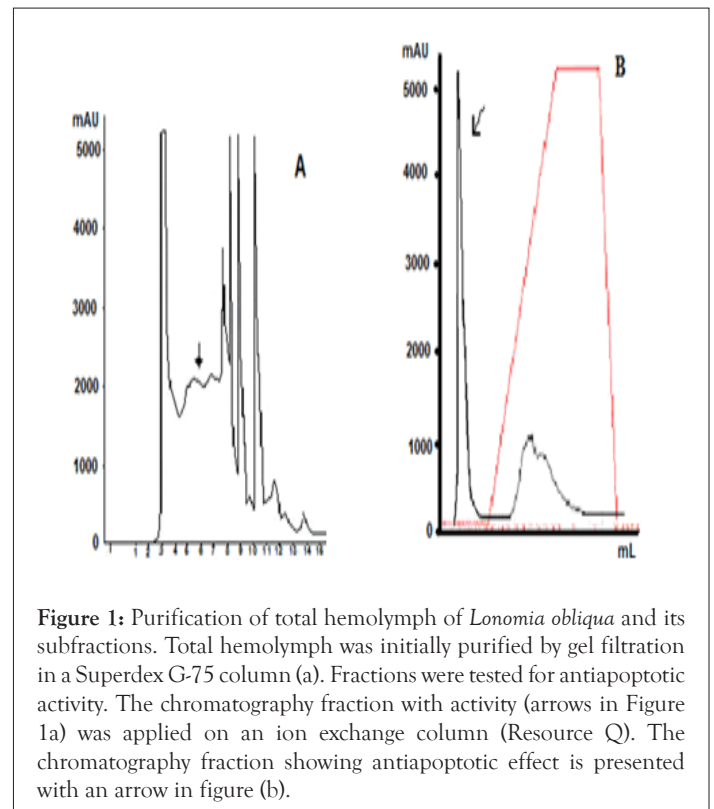 mAU
5000
4000
3000
2000
1000
0
A
1 2 3 4 5 6 7 8 9 10 11 12 13 14 15
mAU
5000
4000
3000
2000
1000
0
B
mL
Figure 1: Purification of total hemolymph of Lonomia obliqua and its
subfractions. Total hemolymph was initially purified by gel filtration
in a Superdex G-75 column (a). Fractions were tested for antiapoptotic
activity. The chromatography fraction with activity (arrows in Figure
1a) was applied on an ion exchange column (Resource Q). The
chromatography fraction showing antiapoptotic effect is presented
with an arrow in figure (b).